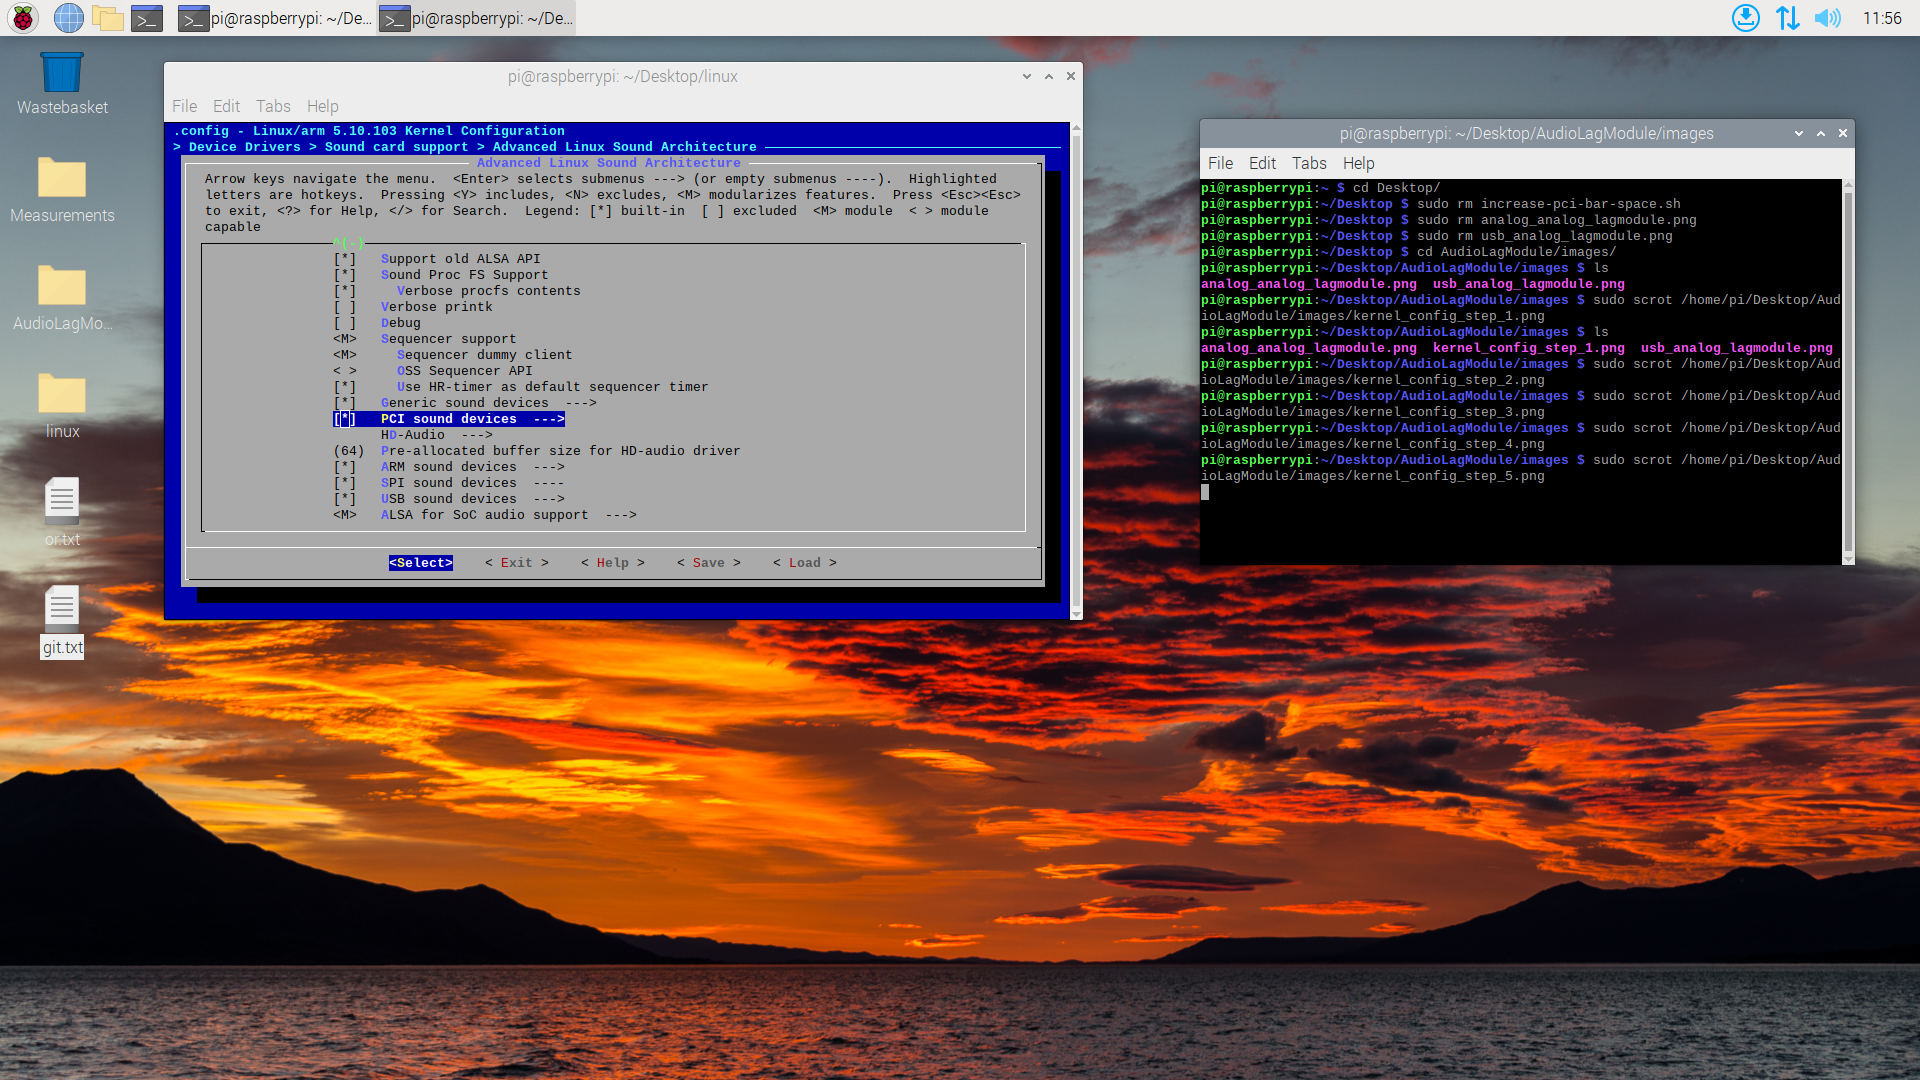 pi@raspberrypi: ~/De...
pi@raspberrypi: ~/De...
11:56
Wastebasket
Measurements
AudioLagMo...
linux
or.txt
git.txt
pi@raspberrypi: ~/Desktop/linux
File Edit Tabs Help
.config - Linux/arm 5.10.103 Kernel Configuration
> Device Drivers > Sound card support > Advanced Linux Sound Architecture
Advanced Linux Sound Architecture
Arrow keys navigate the menu.  <Enter> selects submenus ---> (or empty submenus ----).  Highlighted
letters are hotkeys.  Pressing <Y> includes, <N> excludes, <M> modularizes features.  Press <Esc><Esc>
to exit, <?> for Help, </> for Search.  Legend: [*] built-in  [ ] excluded  <M> module  < > module
capable
^(-)
[*]   Support old ALSA API
[*]   Sound Proc FS Support
[*]     Verbose procfs contents
[ ]   Verbose printk
[ ]   Debug
<M>   Sequencer support
<M>     Sequencer dummy client
< >     OSS Sequencer API
[*]     Use HR-timer as default sequencer timer
[*]   Generic sound devices  --->
[*]   PCI sound devices  --->
HD-Audio  --->
(64)  Pre-allocated buffer size for HD-audio driver
[*]   ARM sound devices  --->
[*]   SPI sound devices  ----
[*]   USB sound devices  --->
<M>   ALSA for SoC audio support  --->
<Select>    < Exit >    < Help >    < Save >    < Load >
pi@raspberrypi: ~/Desktop/AudioLagModule/images
File Edit Tabs Help
pi@raspberrypi:~ $ cd Desktop/
pi@raspberrypi:~/Desktop $ sudo rm increase-pci-bar-space.sh
pi@raspberrypi:~/Desktop $ sudo rm analog_analog_lagmodule.png
pi@raspberrypi:~/Desktop $ sudo rm usb_analog_lagmodule.png
pi@raspberrypi:~/Desktop $ cd AudioLagModule/images/
pi@raspberrypi:~/Desktop/AudioLagModule/images $ ls
analog_analog_lagmodule.png  usb_analog_lagmodule.png
pi@raspberrypi:~/Desktop/AudioLagModule/images $ sudo scrot /home/pi/Desktop/Aud
ioLagModule/images/kernel_config_step_1.png
pi@raspberrypi:~/Desktop/AudioLagModule/images $ ls
analog_analog_lagmodule.png  kernel_config_step_1.png  usb_analog_lagmodule.png
pi@raspberrypi:~/Desktop/AudioLagModule/images $ sudo scrot /home/pi/Desktop/Aud
ioLagModule/images/kernel_config_step_2.png
pi@raspberrypi:~/Desktop/AudioLagModule/images $ sudo scrot /home/pi/Desktop/Aud
ioLagModule/images/kernel_config_step_3.png
pi@raspberrypi:~/Desktop/AudioLagModule/images $ sudo scrot /home/pi/Desktop/Aud
ioLagModule/images/kernel_config_step_4.png
pi@raspberrypi:~/Desktop/AudioLagModule/images $ sudo scrot /home/pi/Desktop/Aud
ioLagModule/images/kernel_config_step_5.png